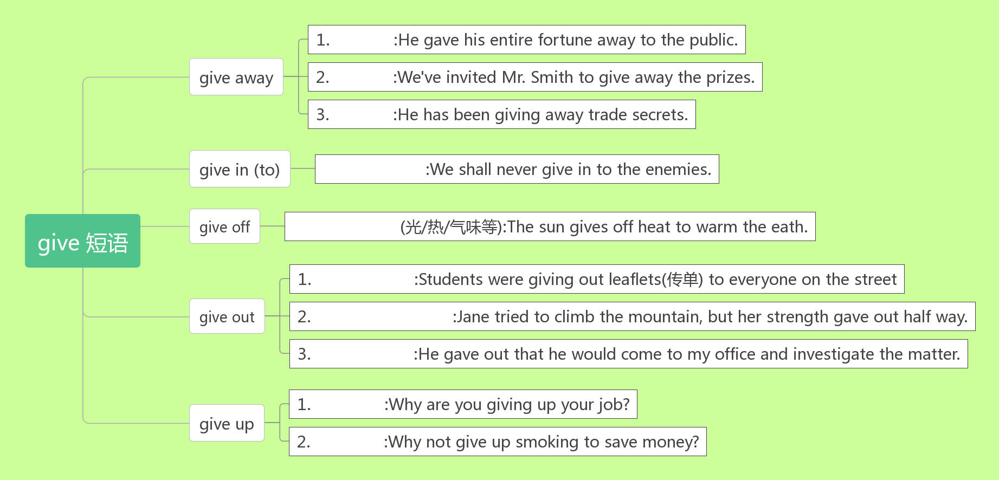 give 短语
give away
1. :He gave his entire fortune away to the public.
2. :We've invited Mr. Smith to give away the prizes.
3. :He has been giving away trade secrets.
give in (to)
:We shall never give in to the enemies.
give off
(光/热/气味等):The sun gives off heat to warm the eath.
give out
1. :Students were giving out leaflets(传单) to everyone on the street
2. :Jane tried to climb the mountain, but her strength gave out half way.
3. :He gave out that he would come to my office and investigate the matter.
give up
1. :Why are you giving up your job?
2. :Why not give up smoking to save money?